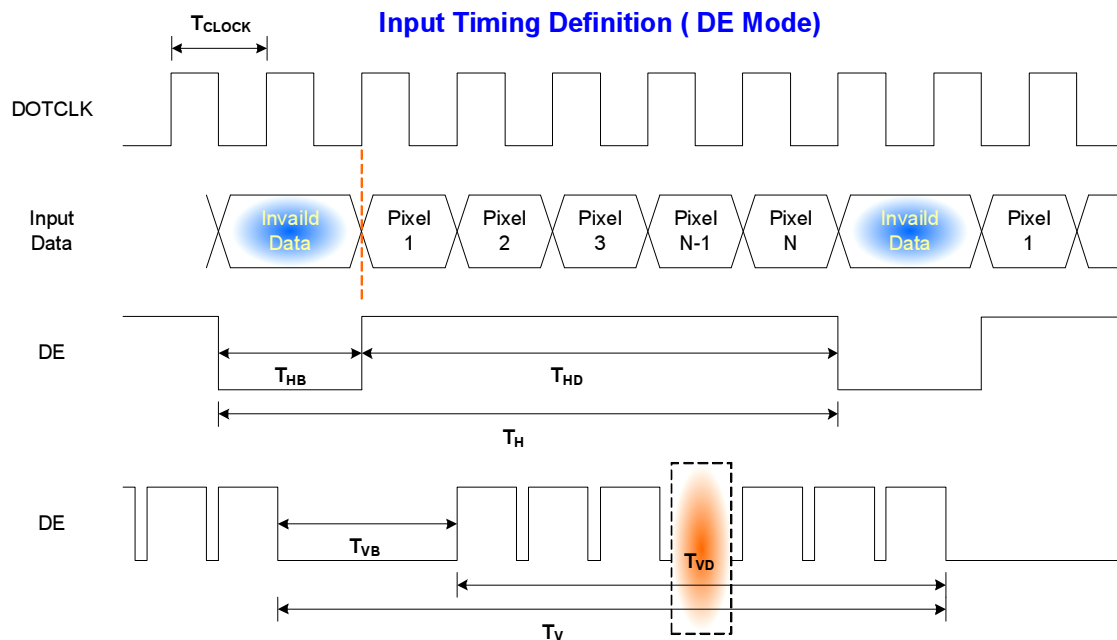 Input Timing Definition ( DE Mode)
TCLOCK
DOTCLK
Input
Data
Invaild
Data
Pixel
1
Pixel
2
Pixel
3
Pixel
N-1
Pixel
N
Invaild
Data
Pixel
1
DE
THB
THD
TH
DE
TVB
TVD
TV